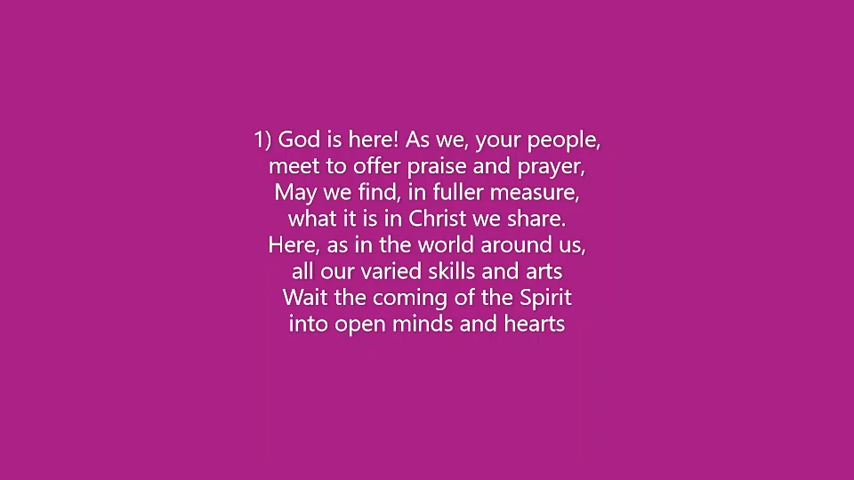 1) God is here! As we, your people,
meet to offer praise and prayer,
May we find, in fuller measure,
what it is in Christ we share.
Here, as in the world around us,
all our varied skills and arts
Wait the coming of the Spirit
into open minds and hearts